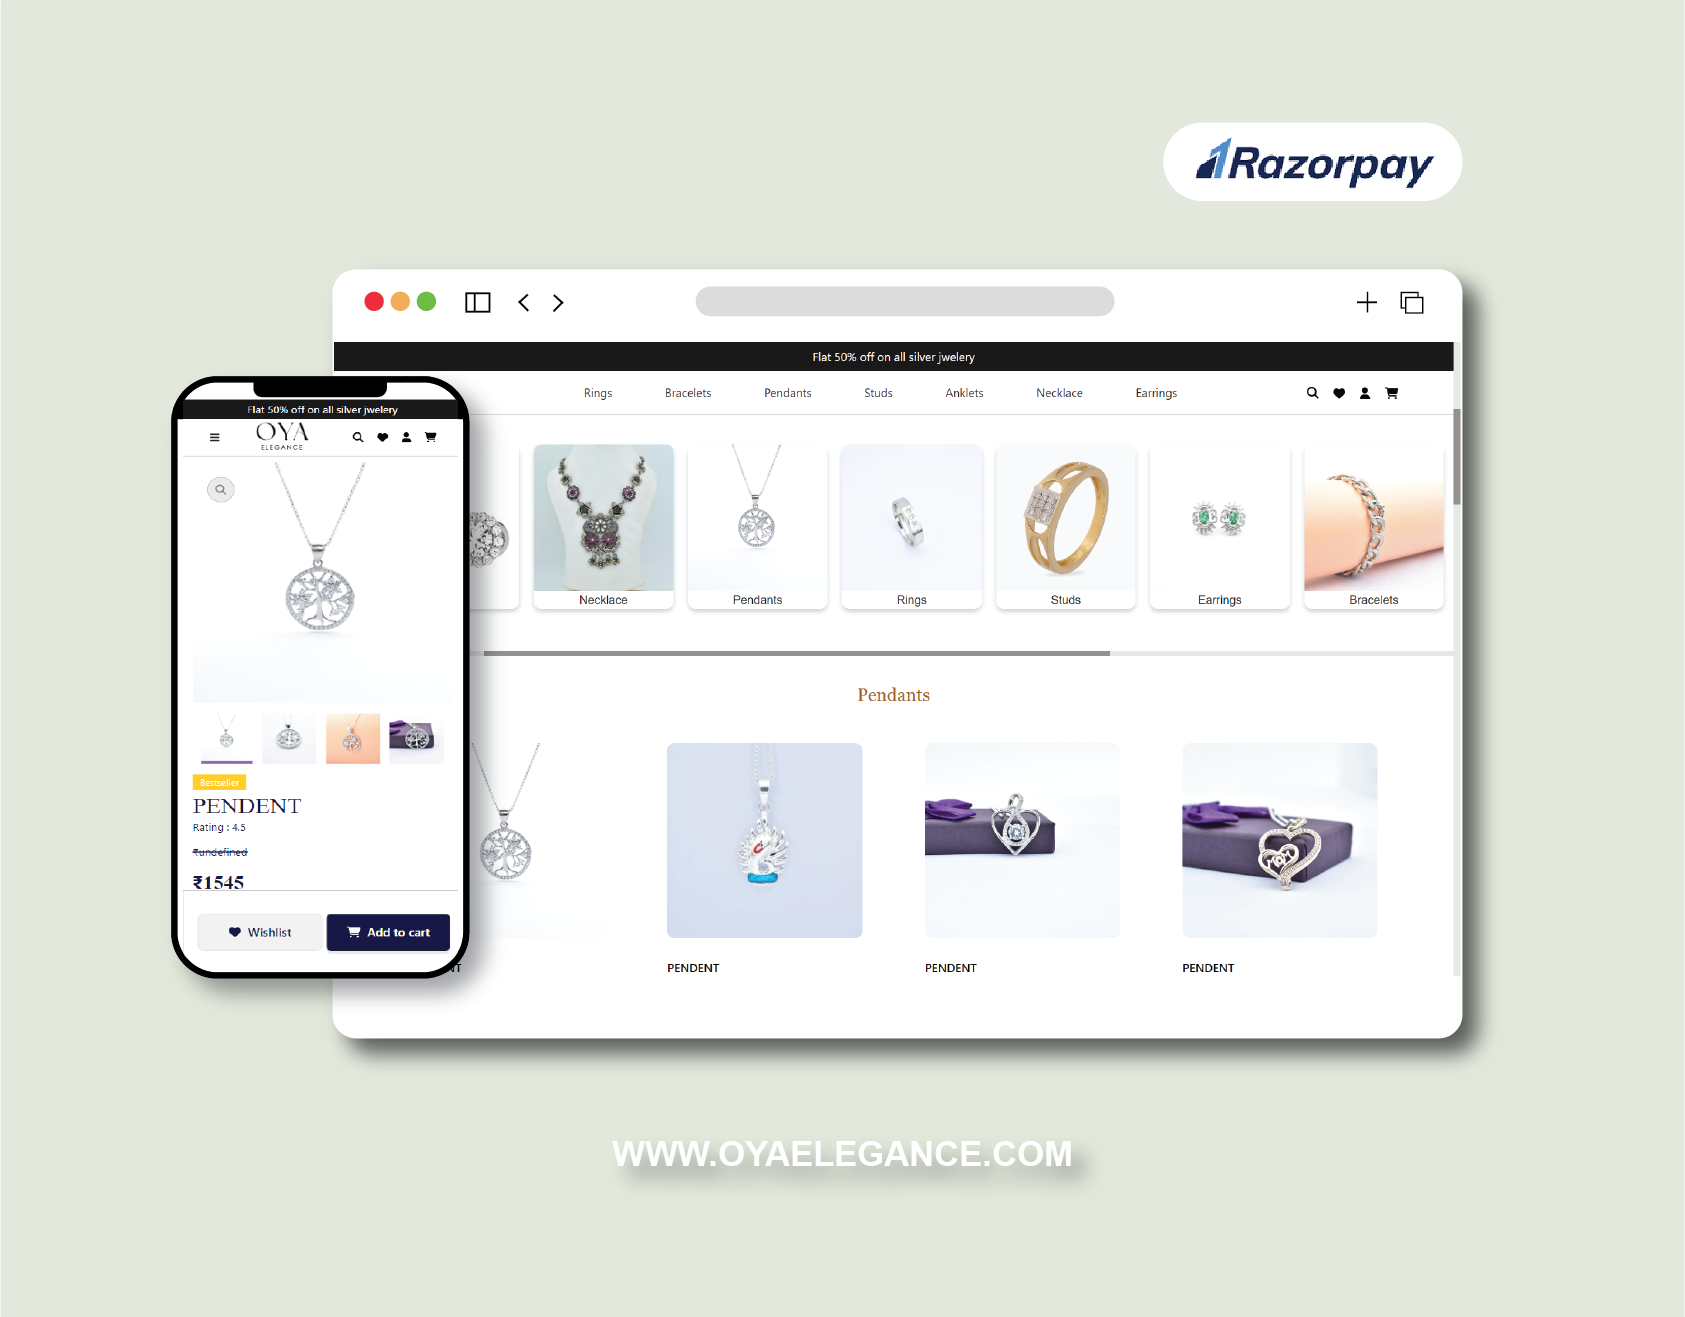 Razorpay
Flat 50% off on all silver jwelery
Rings Bracelets Pendants Studs Anklets Necklace Earrings
Necklace Pendants Rings Studs Earrings Bracelets
Pendants
PENDENT PENDENT PENDENT
Flat 50% off on all silver jwelery
OYA
ELEGANCE
Bestseller
PENDENT
Rating : 4.5
₹undefined
₹1545
Wishlist Add to cart
WWW.OYAELEGANCE.COM